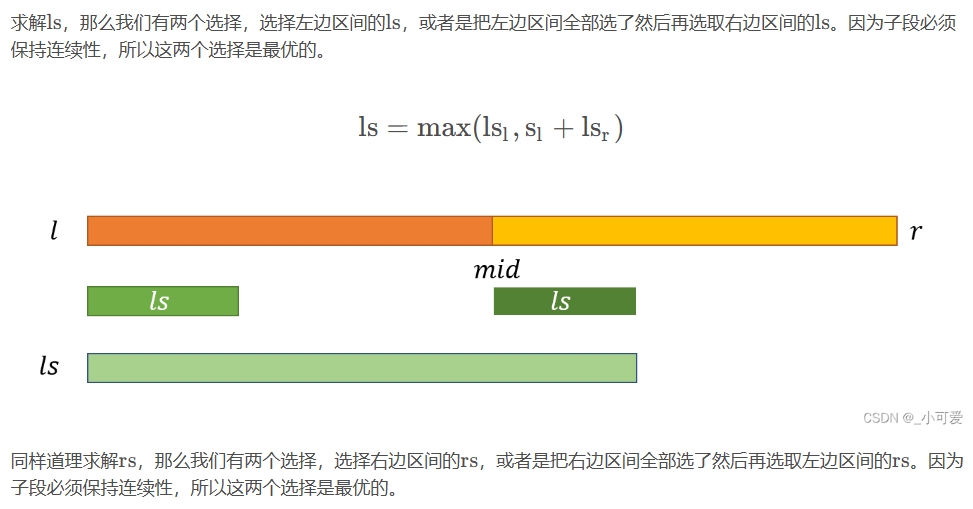 求解ls，那么我们有两个选择，选择左边区间的ls，或者是把左边区间全部选了然后再选取右边区间的ls。因为子段必须
保持连续性，所以这两个选择是最优的。
ls = max(lsₗ, sₗ + lsᵣ)
l r
mid
ls ls
ls
CSDN @_小可爱
同样道理求解rs，那么我们有两个选择，选择右边区间的rs，或者是把右边区间全部选了然后再选取左边区间的rs。因为
子段必须保持连续性，所以这两个选择是最优的。